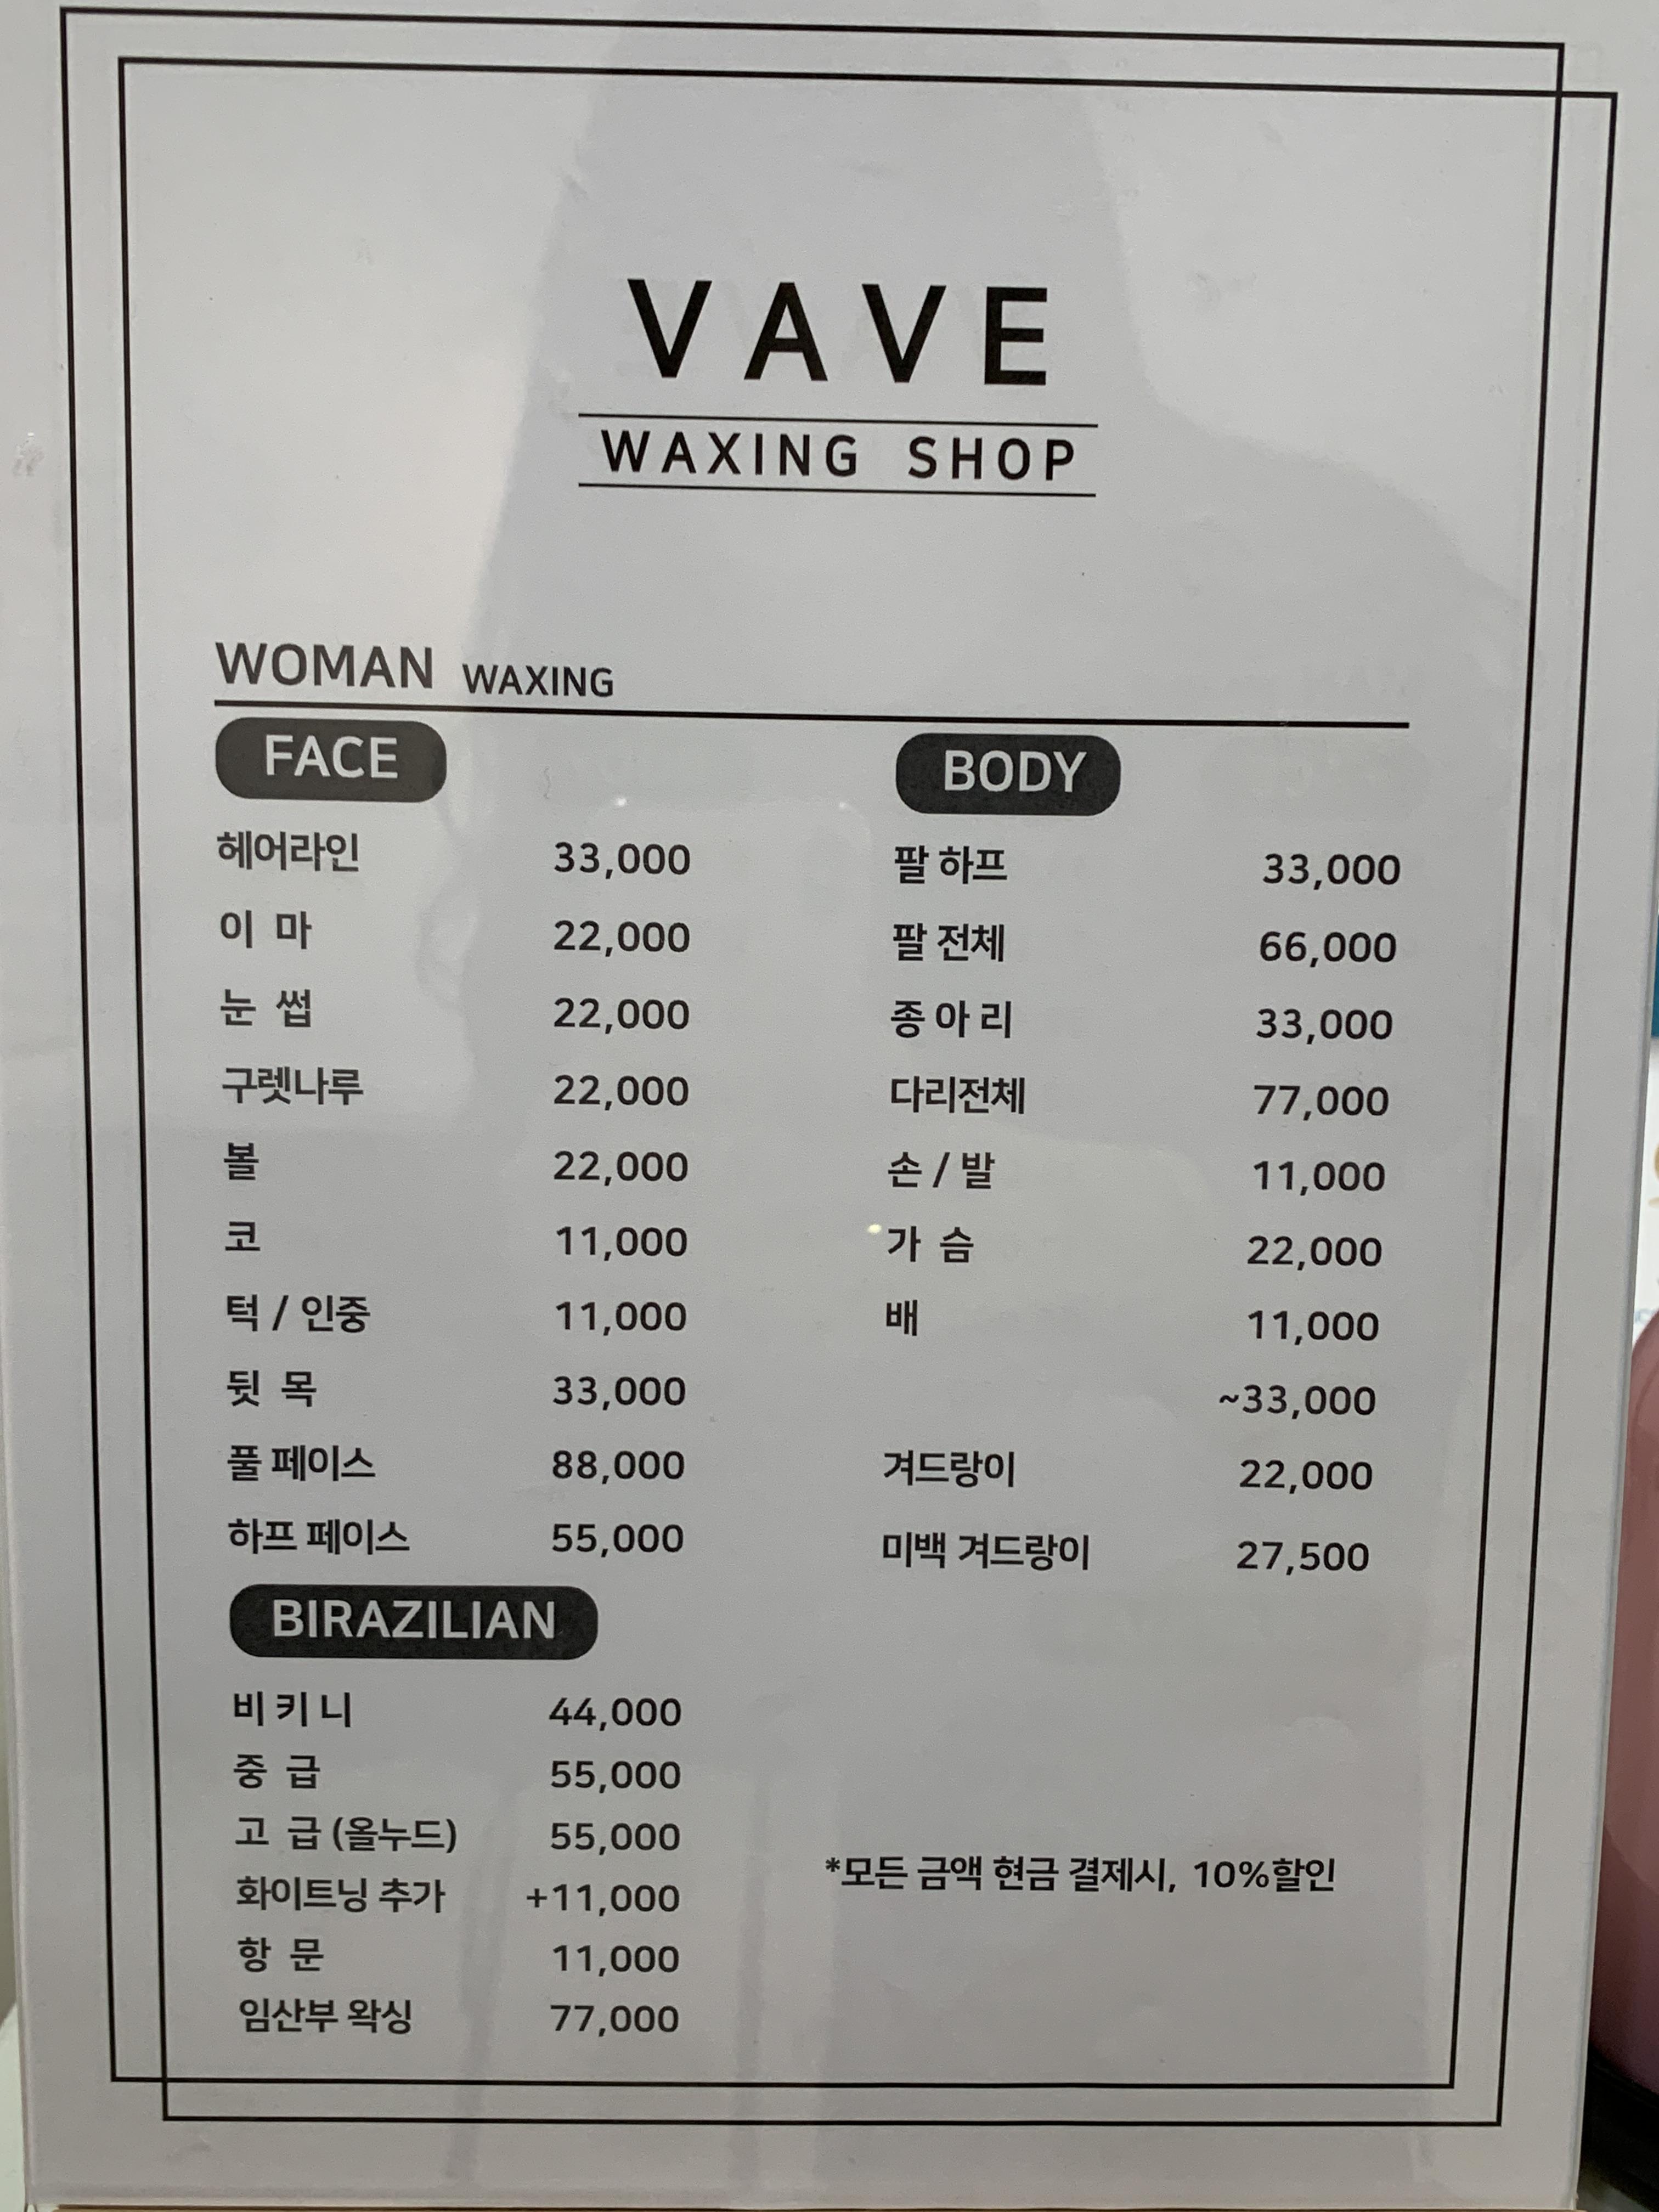 VAVE
WAXING SHOP
WOMAN WAXING
FACE
헤어라인 33,000
이 마 22,000
눈 썹 22,000
구렛나루 22,000
볼 22,000
코 11,000
턱 / 인중 11,000
뒷 목 33,000
풀 페이스 88,000
하프 페이스 55,000
BODY
팔 하프 33,000
팔 전체 66,000
종 아 리 33,000
다리전체 77,000
손 / 발 11,000
가 슴 22,000
배 11,000
~33,000
겨드랑이 22,000
미백 겨드랑이 27,500
BIRAZILIAN
비 키 니 44,000
중 급 55,000
고 급 (올누드) 55,000
화이트닝 추가 +11,000
항 문 11,000
임산부 왁싱 77,000
*모든 금액 현금 결제시, 10%할인